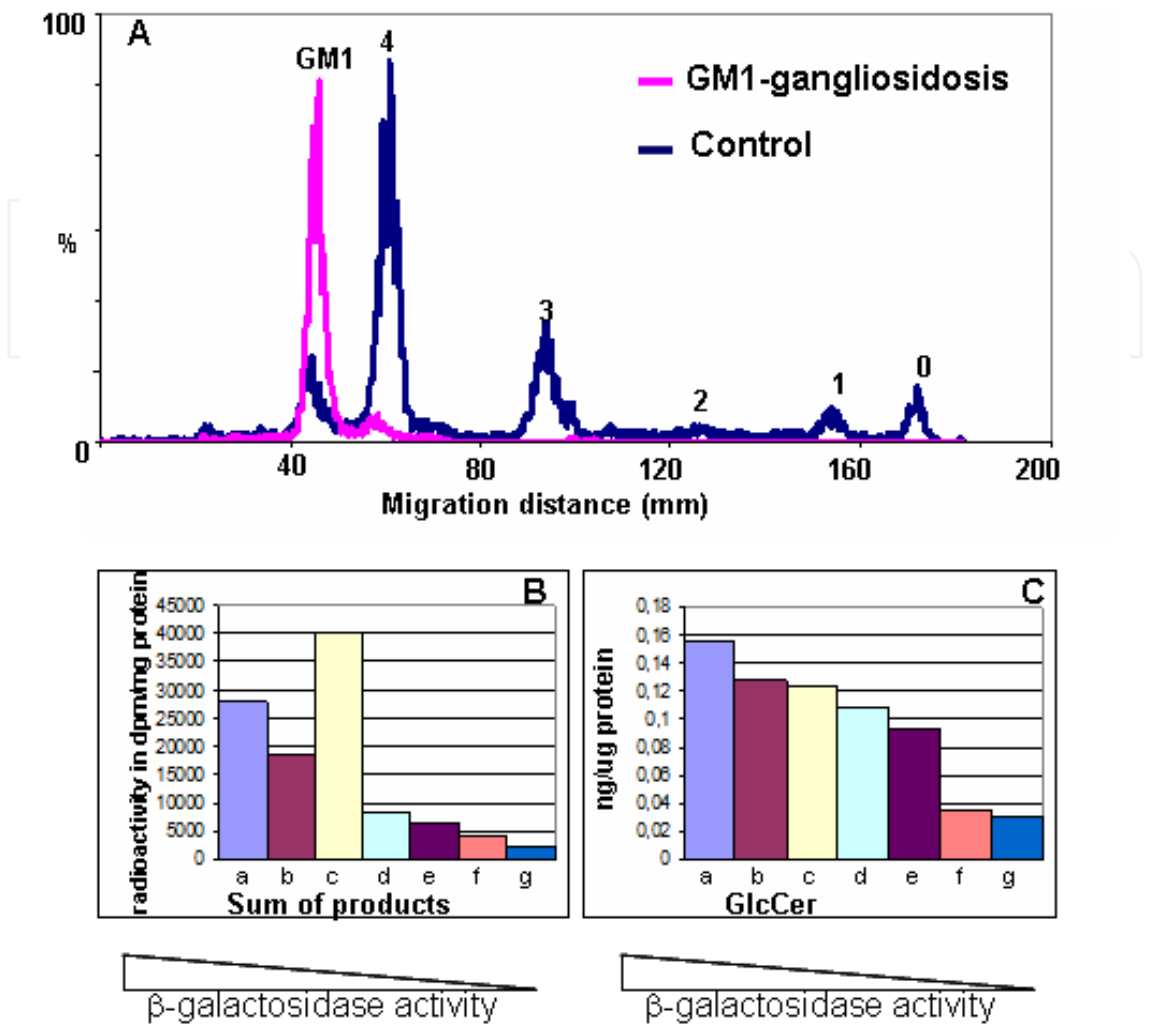 100
A
GM1
4
GM1-gangliosidosis
Control
%
3
2
1
0
0
40
80
120
160
200
Migration distance (mm)
B
radioactivity in dpm/mg protein
45000
40000
35000
30000
25000
20000
15000
10000
5000
0
a b c d e f g
Sum of products
C
ng/ug protein
0,18
0,16
0,14
0,12
0,1
0,08
0,06
0,04
0,02
0
a b c d e f g
GlcCer
β-galactosidase activity
β-galactosidase activity